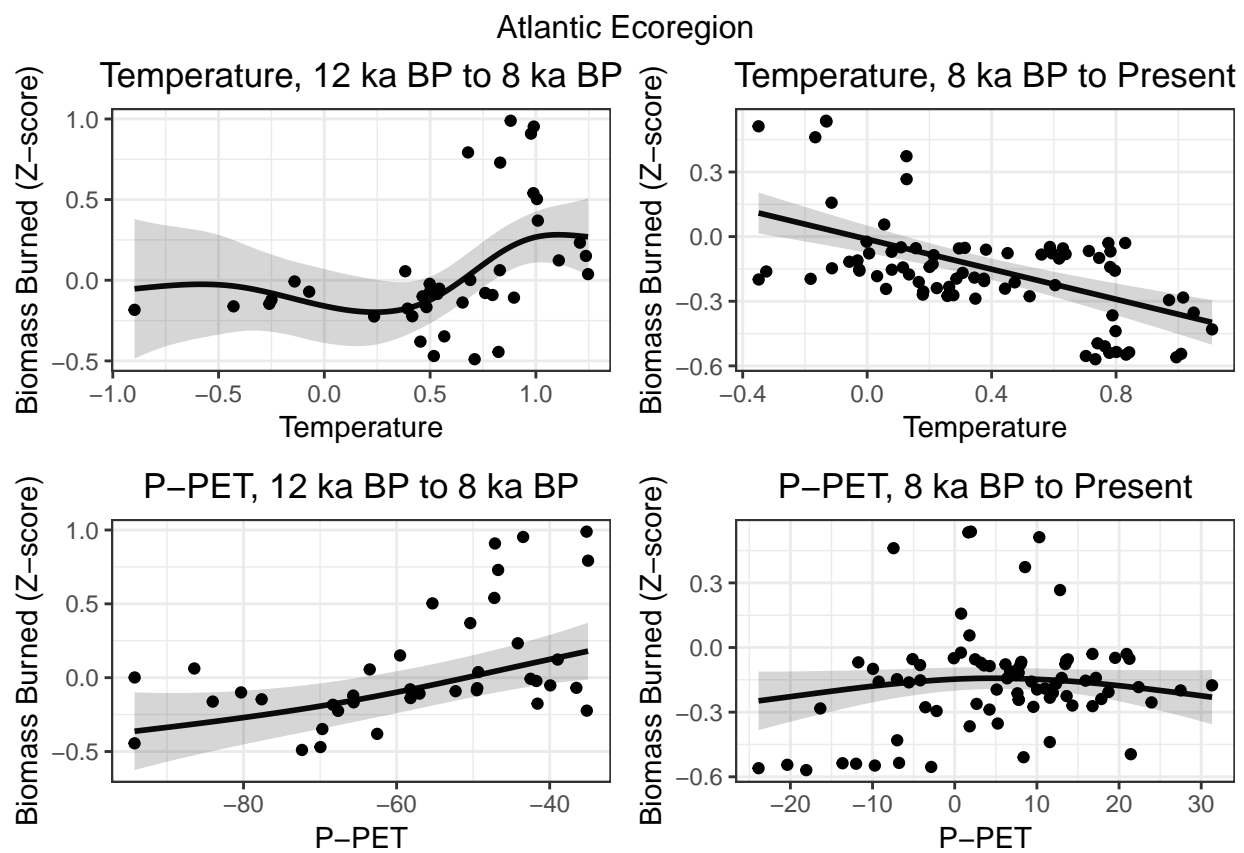 Atlantic Ecoregion
Temperature, 12 ka BP to 8 ka BP
Biomass Burned (Z−score)
1.0
0.5
0.0
−0.5
−1.0 −0.5 0.0 0.5 1.0
Temperature
Temperature, 8 ka BP to Present
Biomass Burned (Z−score)
0.3
0.0
−0.3
−0.6
−0.4 0.0 0.4 0.8
Temperature
P−PET, 12 ka BP to 8 ka BP
Biomass Burned (Z−score)
1.0
0.5
0.0
−0.5
−80 −60 −40
P−PET
P−PET, 8 ka BP to Present
Biomass Burned (Z−score)
0.3
0.0
−0.3
−0.6
−20 −10 0 10 20 30
P−PET